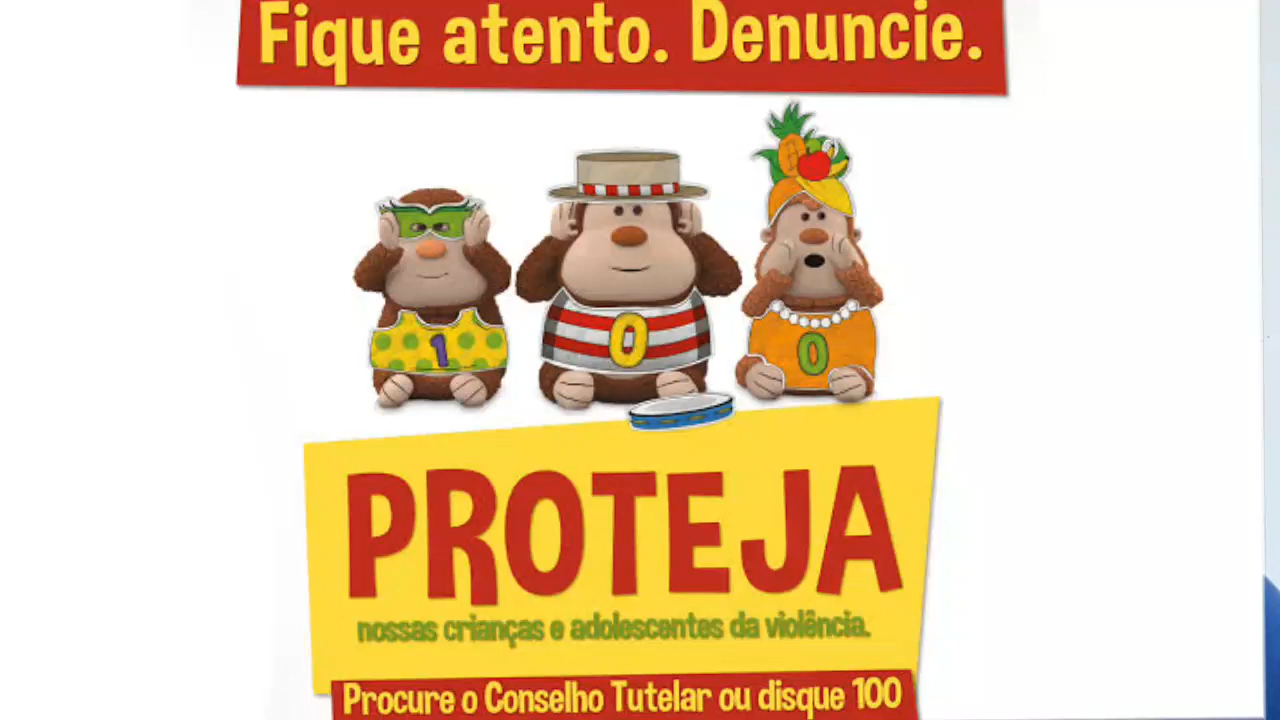 Fique atento. Denuncie.
1
0
0
PROTEJA
nossas crianças e adolescentes da violência.
Procure o Conselho Tutelar ou disque 100